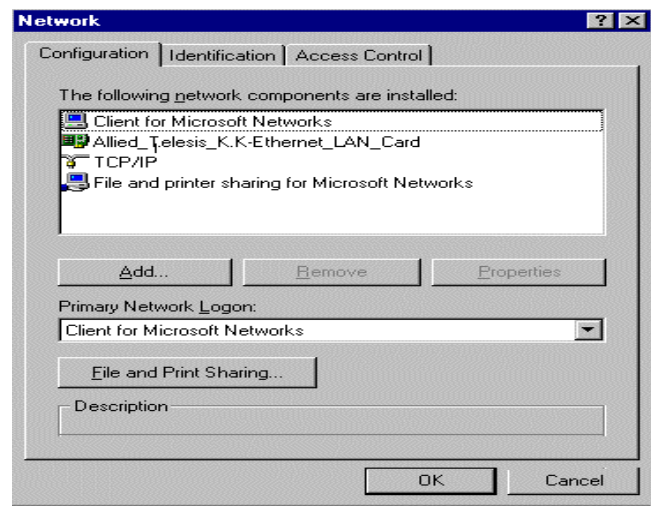 Network
Configuration Identification Access Control
The following network components are installed:
Client for Microsoft Networks
Allied_Telesis_K.K-Ethernet_LAN_Card
TCP/IP
File and printer sharing for Microsoft Networks
Add... Remove Properties
Primary Network Logon:
Client for Microsoft Networks
File and Print Sharing...
Description
OK Cancel